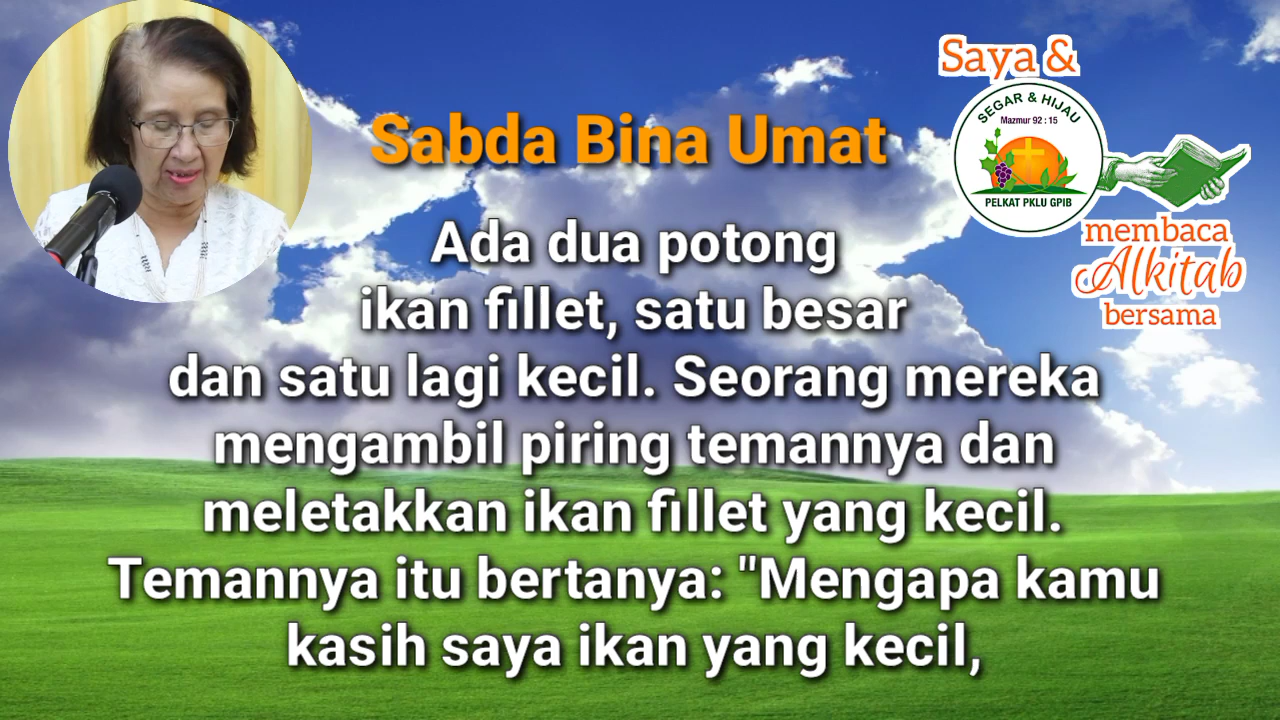 Saya &
SEGAR & HIJAU
Mazmur 92 : 15
PELKAT PKLU GPIB
membaca
Alkitab
bersama
Sabda Bina Umat
Ada dua potong
ikan fillet, satu besar
dan satu lagi kecil. Seorang mereka
mengambil piring temannya dan
meletakkan ikan fillet yang kecil.
Temannya itu bertanya: "Mengapa kamu
kasih saya ikan yang kecil,